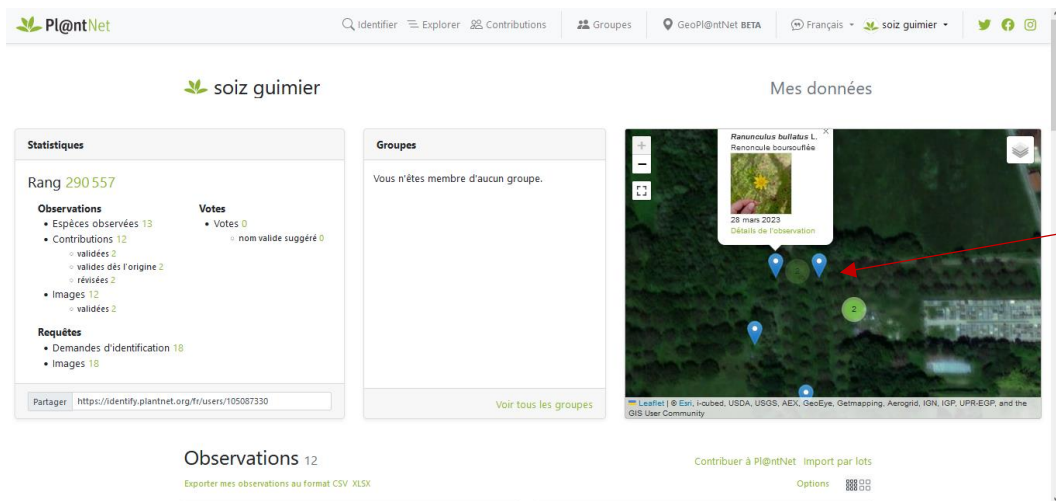 Pl@ntNet
Identifier Explorer Contributions Groupes GeoPl@ntNet BETA Français soiz guimier
soiz guimier
Mes données
Statistiques
Rang 290 557
Observations
• Espèces observées 13
• Contributions 12
◦ validées 2
◦ valides dès l'origine 2
◦ révisées 2
• Images 12
◦ validées 2
Votes
• Votes 0
◦ nom valide suggéré 0
Requêtes
• Demandes d'identification 18
• Images 18
Partager https://identify.plantnet.org/fr/users/105087330
Groupes
Vous n'êtes membre d'aucun groupe.
Voir tous les groupes
+
−
Ranunculus bullatus L.
Renoncule boursouflée
×
28 mars 2023
Détails de l'observation
2
Leaflet | © Esri, i-cubed, USDA, USGS, AEX, GeoEye, Getmapping, Aerogrid, IGN, IGP, UPR-EGP, and the
GIS User Community
Observations 12
Contribuer à Pl@ntNet Import par lots
Exporter mes observations au format CSV XLSX
Options